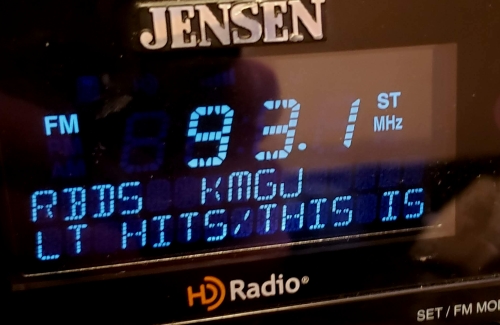 JENSEN
FM 93.1 ST MHz
RBDS KMGJ
LT HITS/THIS IS
HD Radio®
SET / FM MO